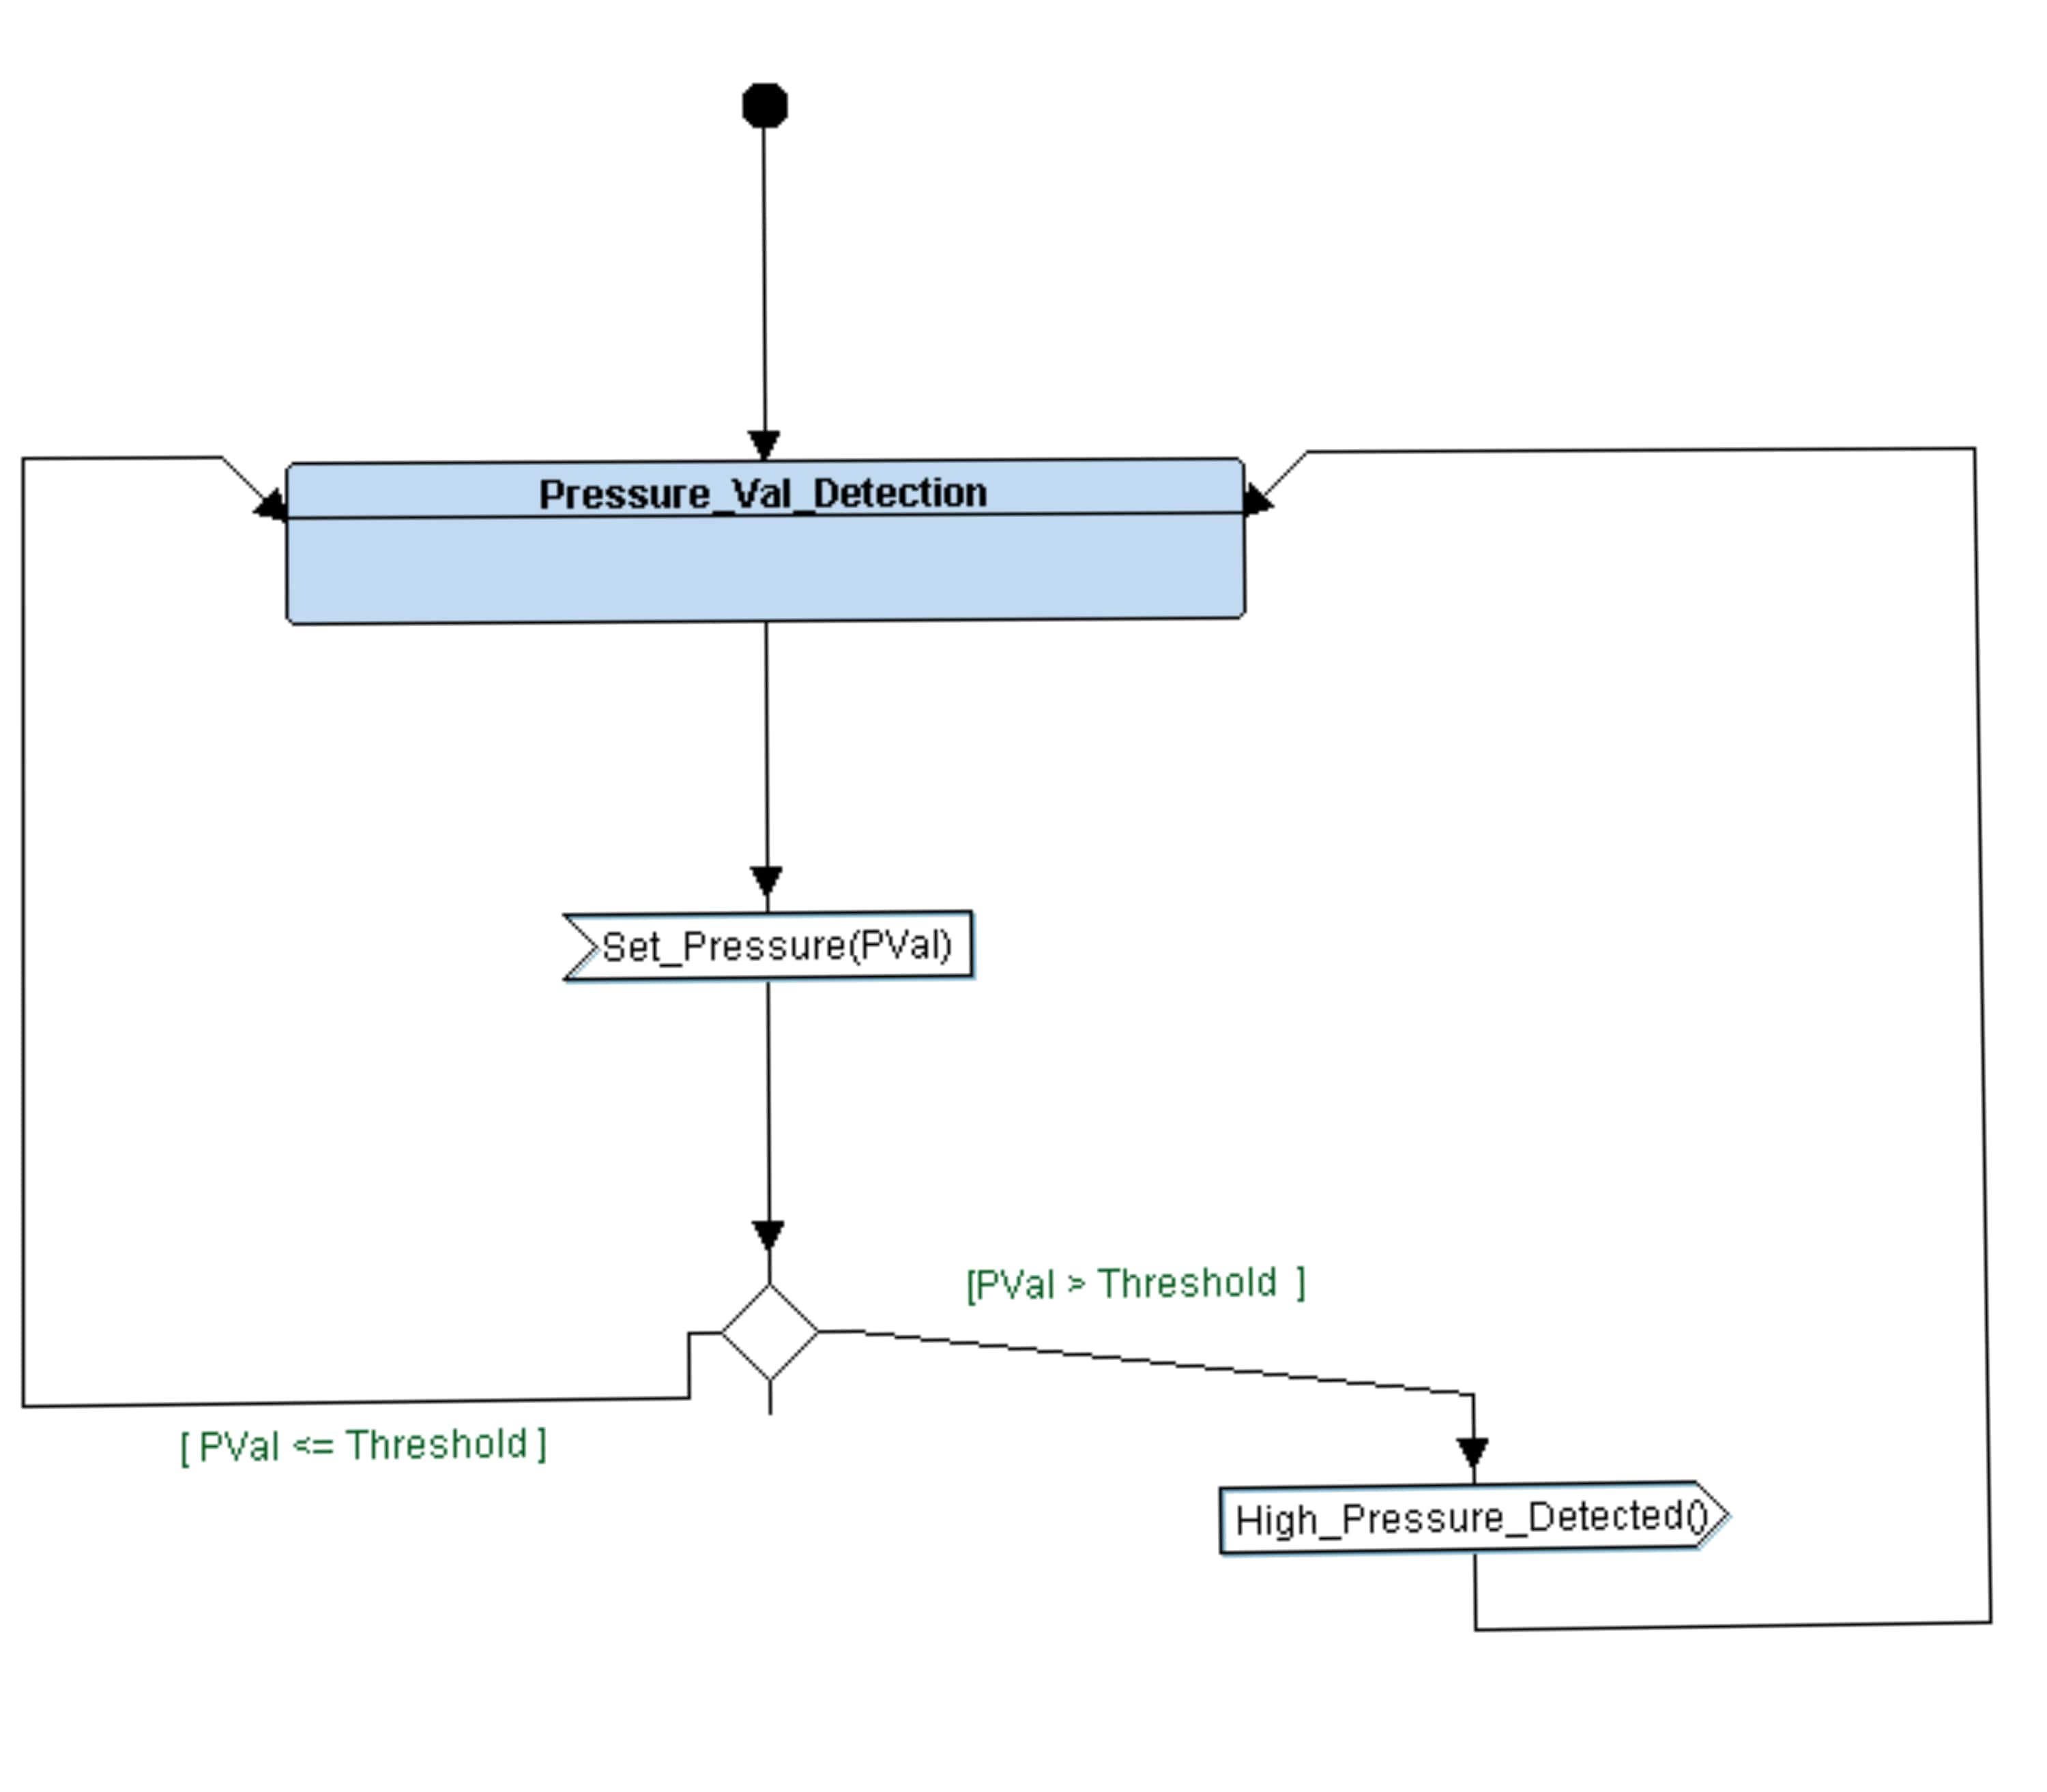 Pressure_Val_Detection
Set_Pressure(PVal)
[PVal > Threshold ]
[ PVal <= Threshold ]
High_Pressure_Detected()